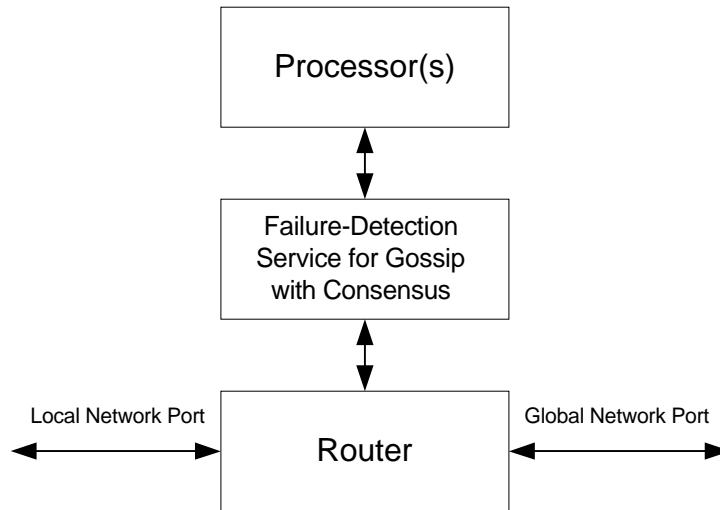 Processor(s)
Failure-Detection
Service for Gossip
with Consensus
Local Network Port
Global Network Port
Router